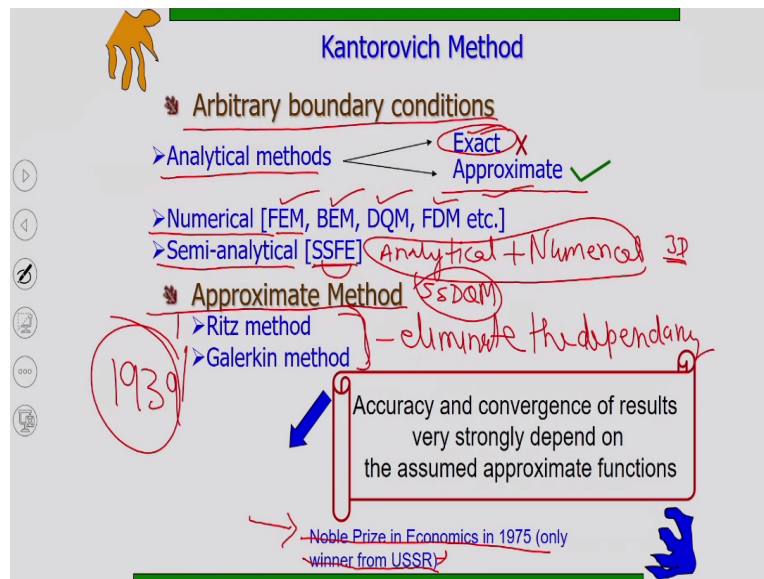 Kantorovich Method
Arbitrary boundary conditions
Exact X
➢Analytical methods
Approximate ✓
➢Numerical [FEM, BEM, DQM, FDM etc.]
➢Semi-analytical [SSFE] Analytical + Numerical 3D
Approximate Method SSDQM
➢Ritz method
- eliminate the dependancy
➢Galerkin method
1939
Accuracy and convergence of results
very strongly depend on
the assumed approximate functions
Noble Prize in Economics in 1975 (only
winner from USSR)